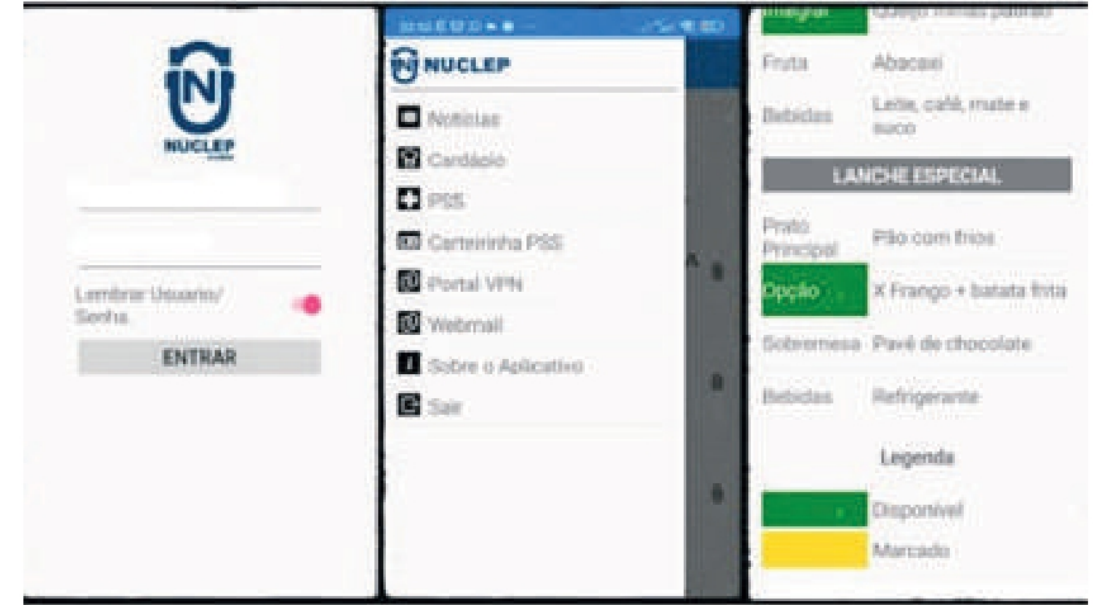 NUCLEP
Lembrar Usuario/
Senha
ENTRAR
NUCLEP
Notícias
Cardápio
PSS
Carteirinha PSS
Portal VPN
Webmail
Sobre o Aplicativo
Sair
A
Integral Queijo minas padrão
Fruta Abacaxi
Bebidas Leite, café, mate e
suco
LANCHE ESPECIAL
Prato
Principal Pão com frios
Opção X Frango + batata frita
Sobremesa Pavê de chocolate
Bebidas Refrigerante
Legenda
Disponível
Marcado